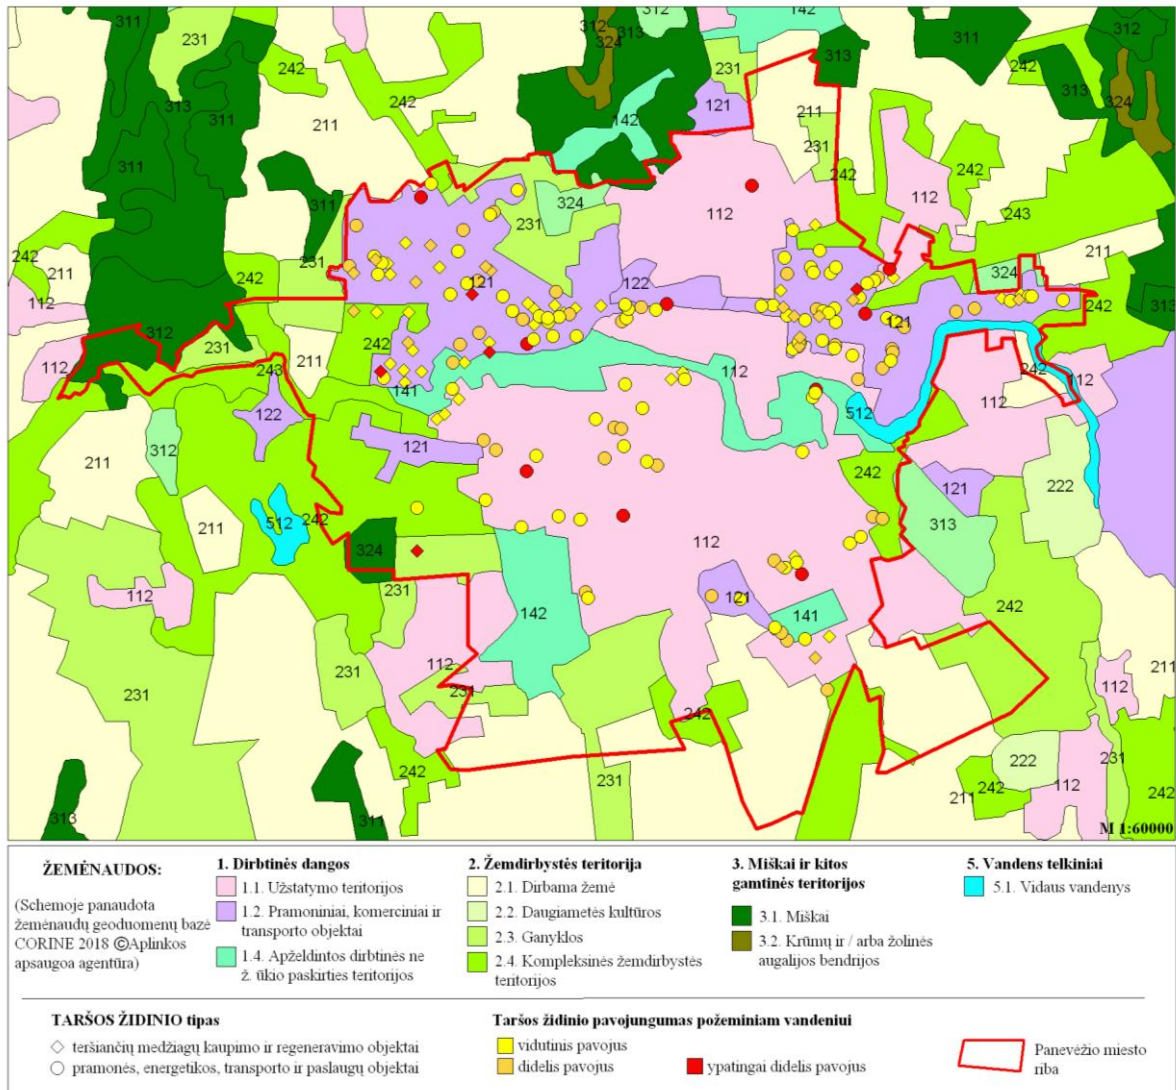 311
231
312
324
313
312
142
313
311
312
242
313
242
324
231
121
142
211
231
242
211
313
311
311
311
324
231
112
242
112
242
243
211
242
211
112
242
231
121
122
324
242
313
121
312
231
211
242
243
112
141
112
242
112
112
122
121
512
312
211
242
121
222
211
512
242
313
324
112
112
231
142
121
141
242
231
231
112
231
211
112
242
242
231
211
242
222
112
231
242
313
311
M 1:60000
ŽEMĖNAUDOS:
(Schemoje panaudota
žemėnaudų geoduomenų bazė
CORINE 2018 ©Aplinkos
apsaugoa agentūra)
1. Dirbtinės dangos
1.1. Užstatymo teritorijos
1.2. Pramoniniai, komerciniai ir
transporto objektai
1.4. Apželdintos dirbtinės ne
ž. ūkio paskirties teritorijos
2. Žemdirbystės teritorija
2.1. Dirbama žemė
2.2. Daugiametės kultūros
2.3. Ganyklos
2.4. Kompleksinės žemdirbystės
teritorijos
3. Miškai ir kitos
gamtinės teritorijos
3.1. Miškai
3.2. Krūmų ir / arba žolinės
augalijos bendrijos
5. Vandens telkiniai
5.1. Vidaus vandenys
TARŠOS ŽIDINIO tipas
teršiančių medžiagų kaupimo ir regeneravimo objektai
pramonės, energetikos, transporto ir paslaugų objektai
Taršos židinio pavojungumas požeminiam vandeniui
vidutinis pavojus
didelis pavojus
ypatingai didelis pavojus
Panevėžio miesto
riba